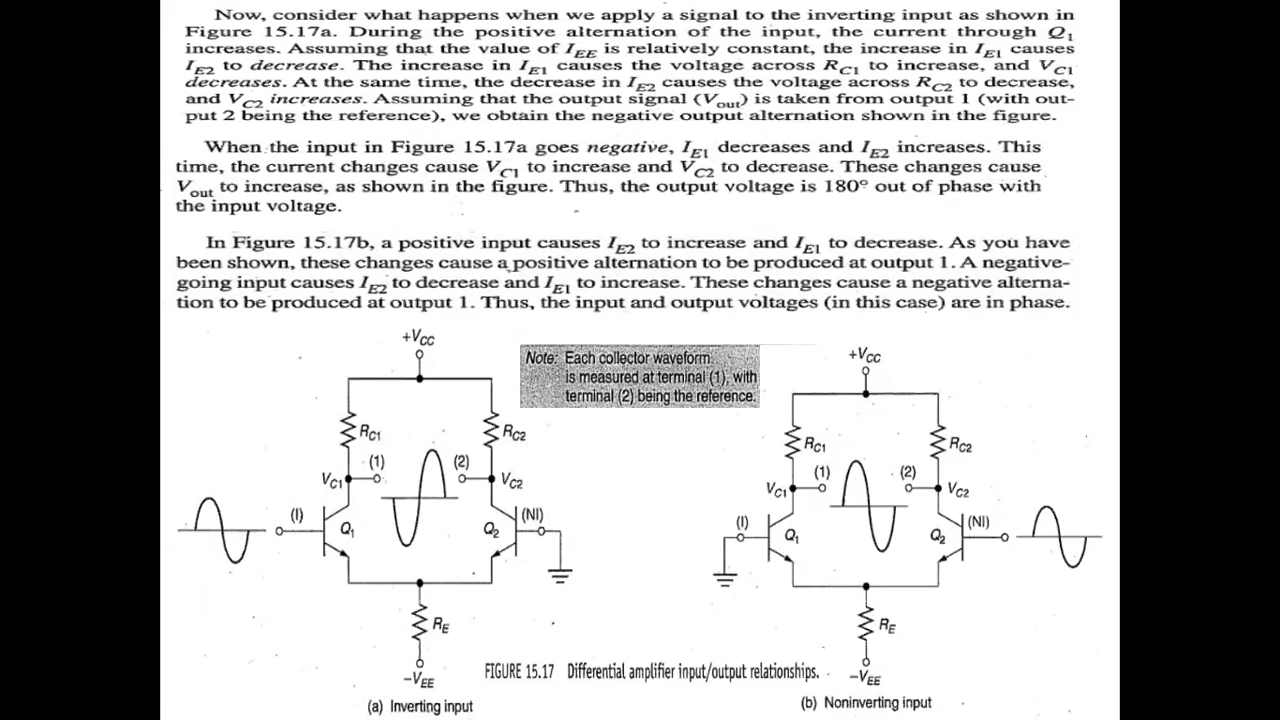 Now, consider what happens when we apply a signal to the inverting input as shown in
Figure 15.17a. During the positive alternation of the input, the current through Q1
increases. Assuming that the value of IEE is relatively constant, the increase in IE1 causes
IE2 to decrease. The increase in IE1 causes the voltage across RC1 to increase, and VC1
decreases. At the same time, the decrease in IE2 causes the voltage across RC2 to decrease,
and VC2 increases. Assuming that the output signal (Vout) is taken from output 1 (with out-
put 2 being the reference), we obtain the negative output alternation shown in the figure.
When the input in Figure 15.17a goes negative, IE1 decreases and IE2 increases. This
time, the current changes cause VC1 to increase and VC2 to decrease. These changes cause
Vout to increase, as shown in the figure. Thus, the output voltage is 180° out of phase with
the input voltage.
In Figure 15.17b, a positive input causes IE2 to increase and IE1 to decrease. As you have
been shown, these changes cause a positive alternation to be produced at output 1. A negative-
going input causes IE2 to decrease and IE1 to increase. These changes cause a negative alterna-
tion to be produced at output 1. Thus, the input and output voltages (in this case) are in phase.
+VCC
RC1
RC2
(1)
(2)
VC1
VC2
(I)
Q1
Q2
(NI)
RE
-VEE
(a) Inverting input
Note: Each collector waveform
is measured at terminal (1), with
terminal (2) being the reference.
+VCC
RC1
RC2
(1)
(2)
VC1
VC2
(I)
Q1
Q2
(NI)
RE
-VEE
(b) Noninverting input
FIGURE 15.17 Differential amplifier input/output relationships.